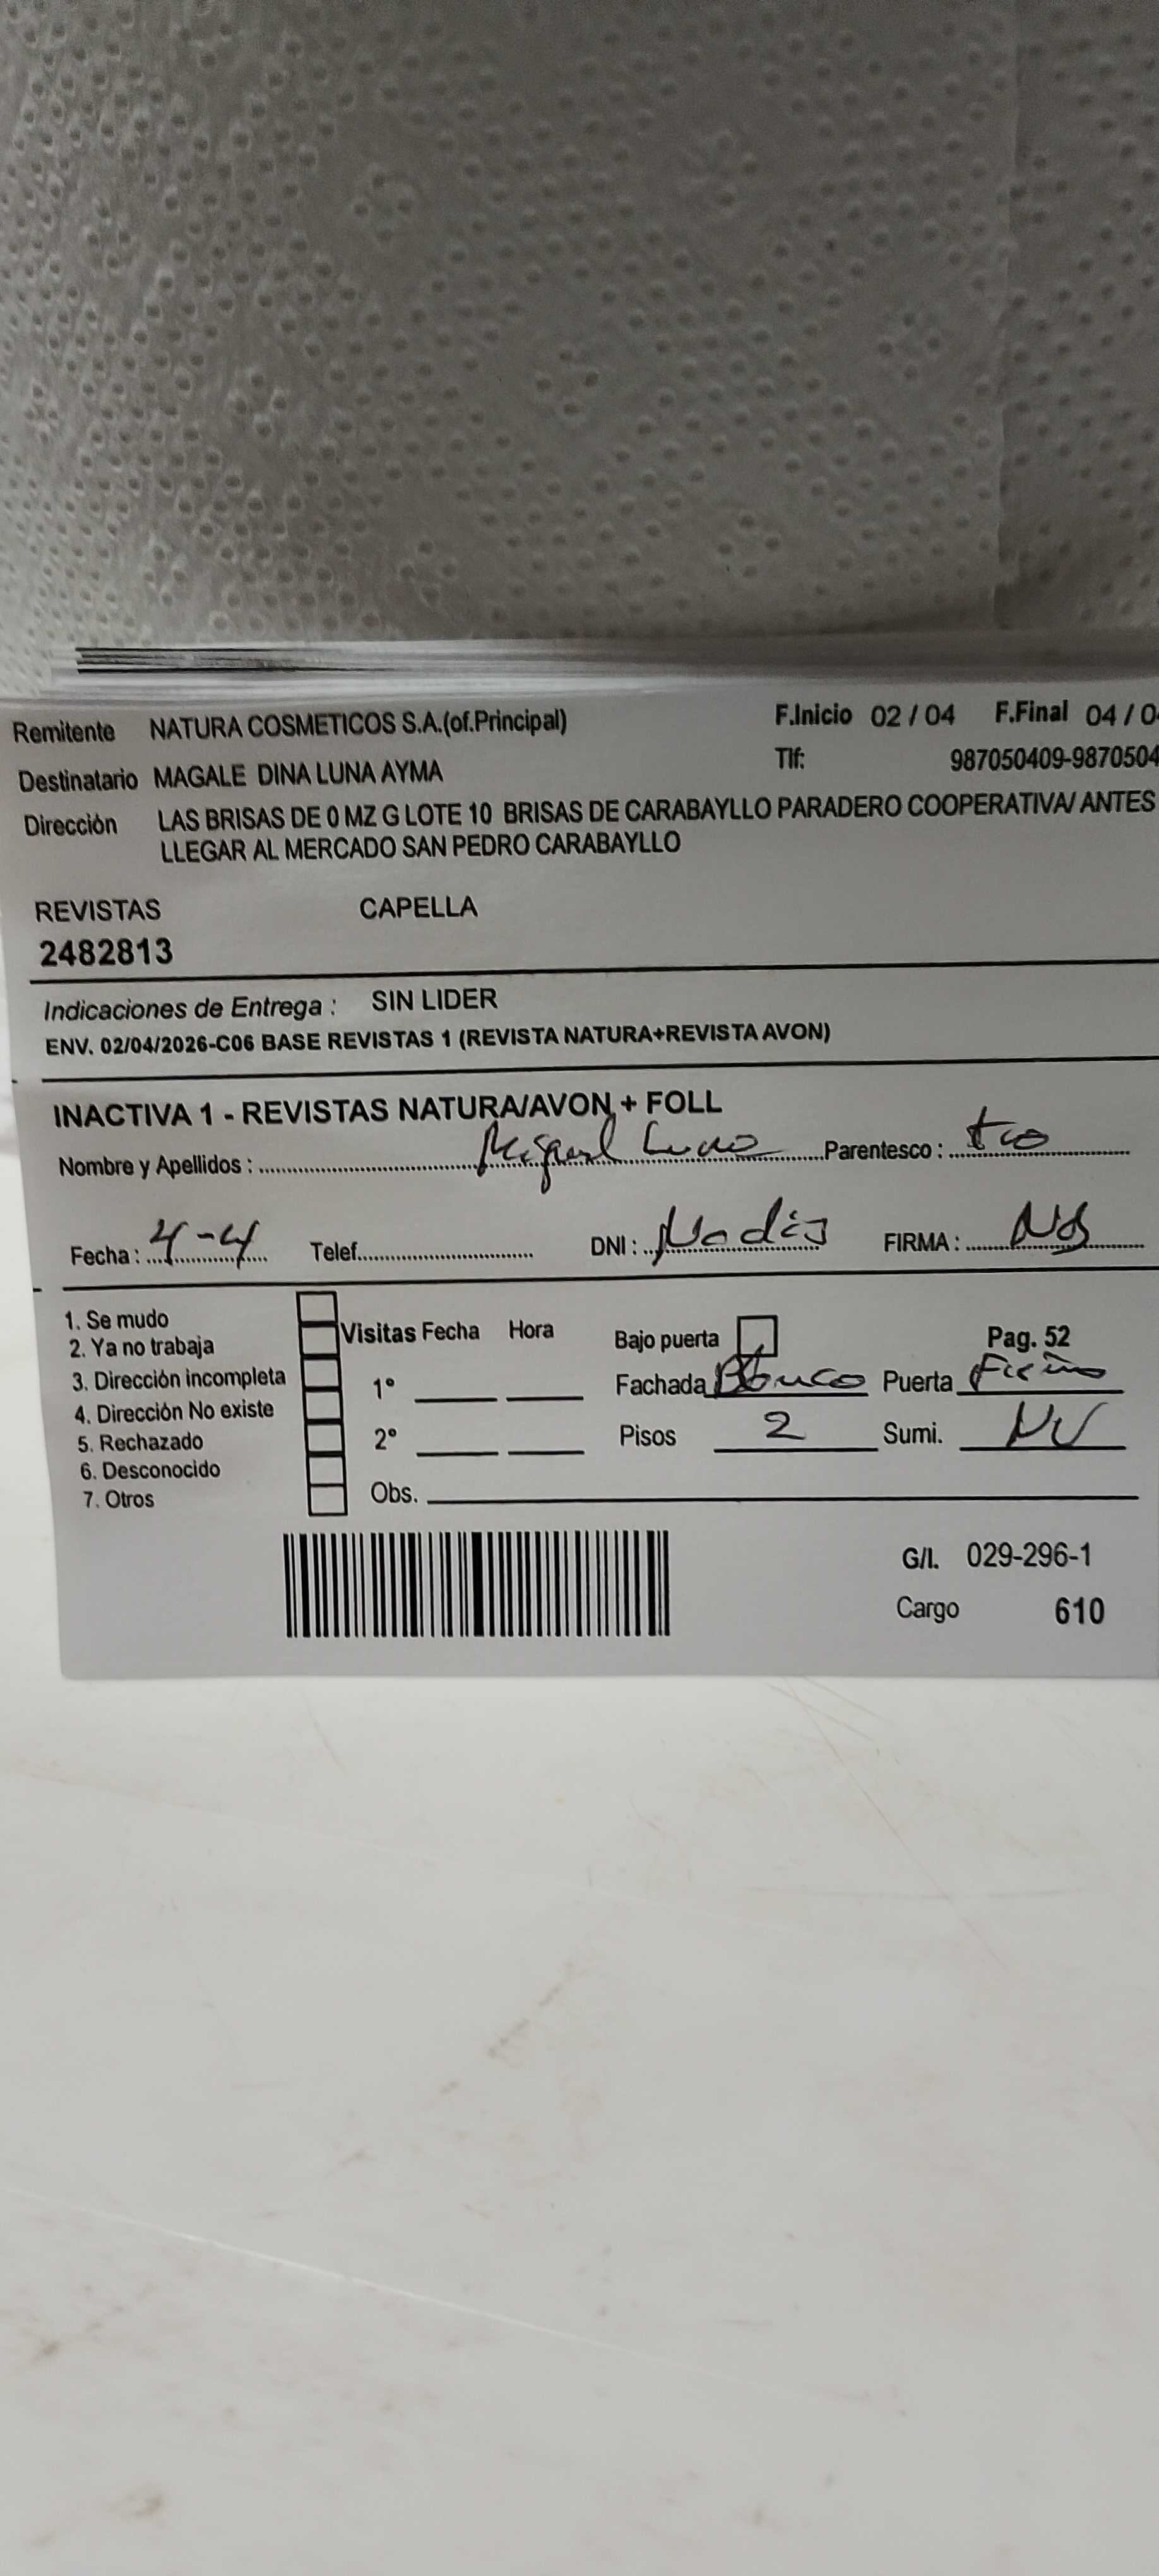 Remitente NATURA COSMETICOS S.A.(of.Principal) F.Inicio 02 / 04 F.Final 04 / 0
Destinatario MAGALE DINA LUNA AYMA Tlf: 987050409-9870504
Dirección LAS BRISAS DE 0 MZ G LOTE 10 BRISAS DE CARABAYLLO PARADERO COOPERATIVA/ ANTES
LLEGAR AL MERCADO SAN PEDRO CARABAYLLO
REVISTAS CAPELLA
2482813
Indicaciones de Entrega : SIN LIDER
ENV. 02/04/2026-C06 BASE REVISTAS 1 (REVISTA NATURA+REVISTA AVON)
INACTIVA 1 - REVISTAS NATURA/AVON + FOLL
Nombre y Apellidos : Miguel Luna Parentesco : tio
Fecha : 4-4 Telef. DNI : No dis FIRMA :
1. Se mudo
2. Ya no trabaja Visitas Fecha Hora Bajo puerta Pag. 52
3. Dirección incompleta 1° Fachada Blanco Puerta
4. Dirección No existe
5. Rechazado 2° Pisos 2 Sumi. NV
6. Desconocido
7. Otros Obs.
G/I. 029-296-1
Cargo 610